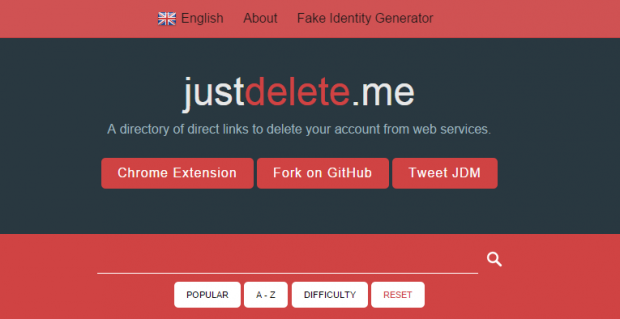 English About Fake Identity Generator
justdelete.me
A directory of direct links to delete your account from web services.
Chrome Extension Fork on GitHub Tweet JDM
POPULAR A - Z DIFFICULTY RESET